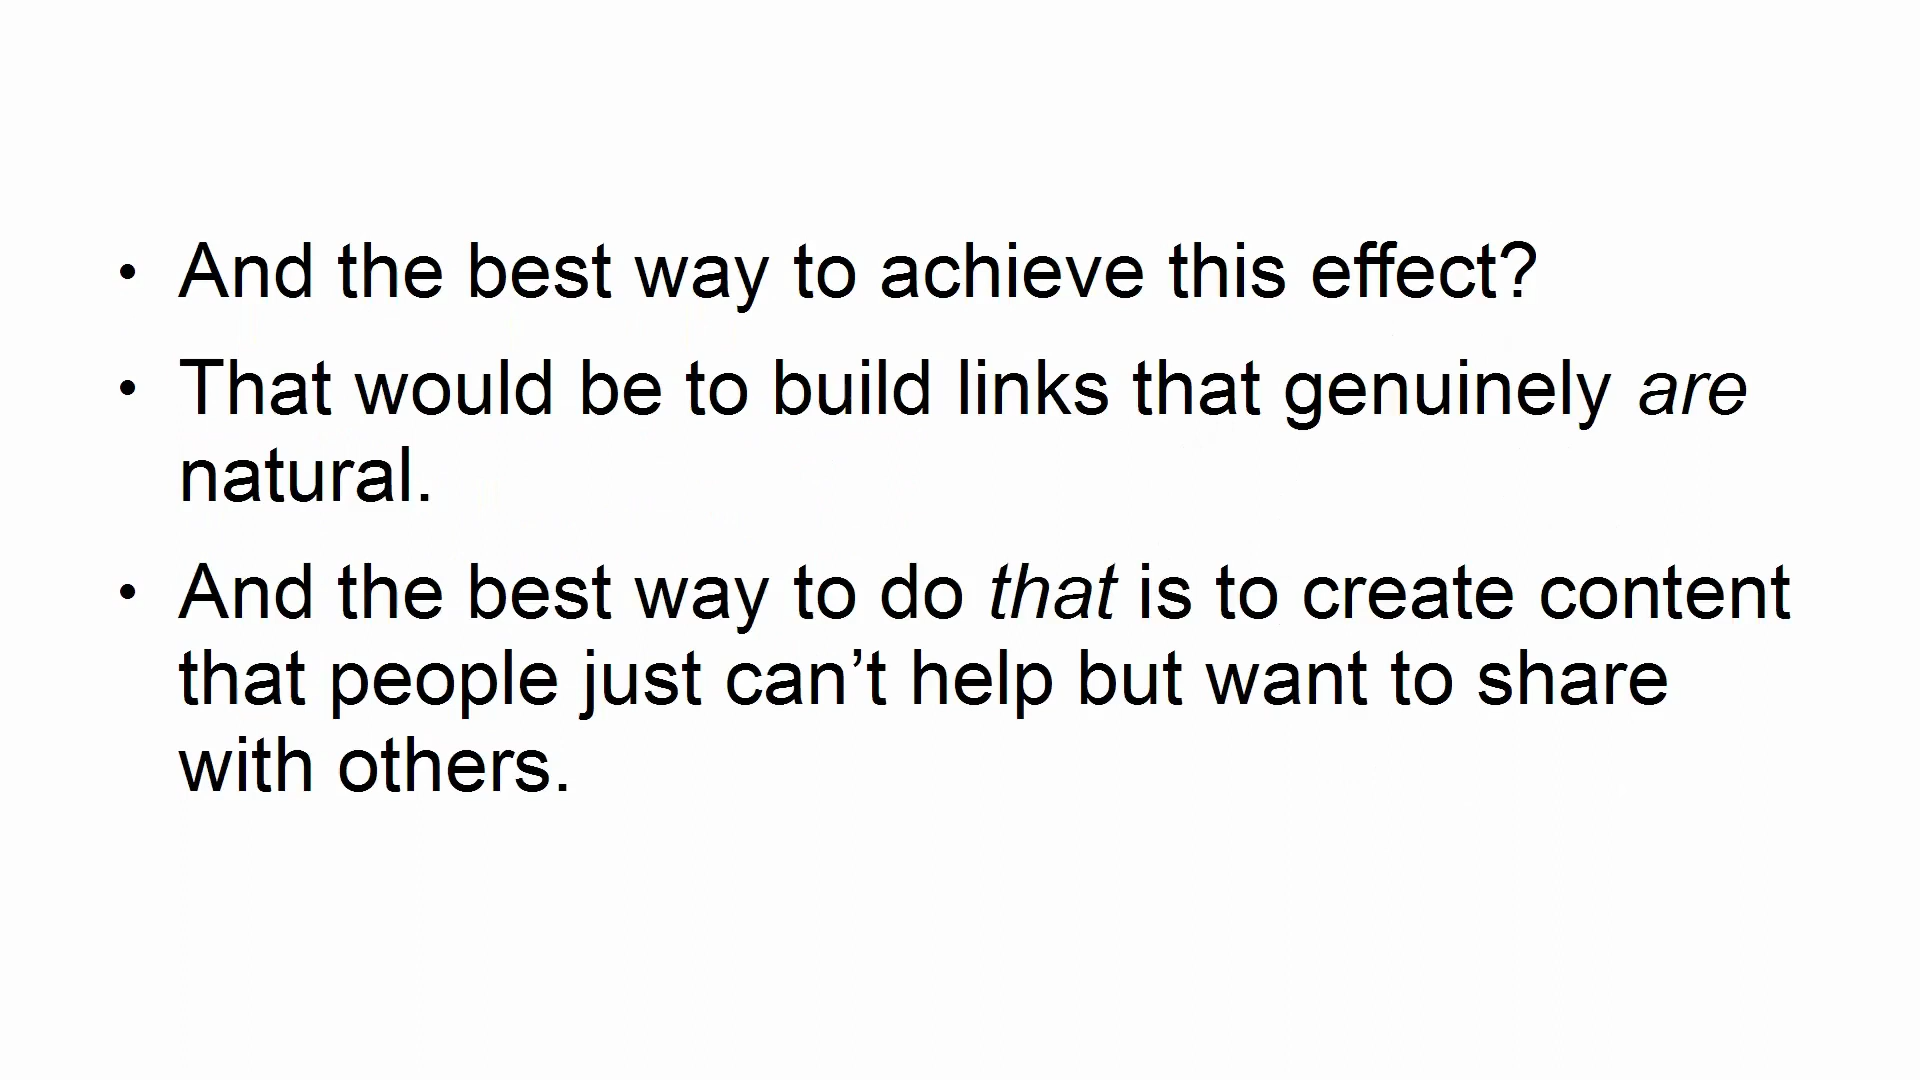 • And the best way to achieve this effect?
• That would be to build links that genuinely are
natural.
• And the best way to do that is to create content
that people just can’t help but want to share
with others.